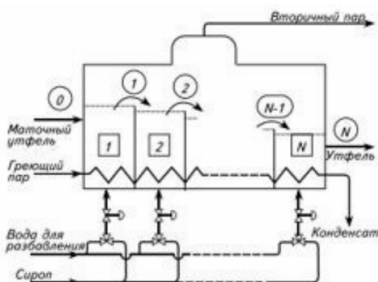 Вторичный пар
0
1
2
N-1
N
Маточный
утфель
1
2
N
Утфель
Греющий
пар
Конденсат
Вода для
разбавления
Сироп